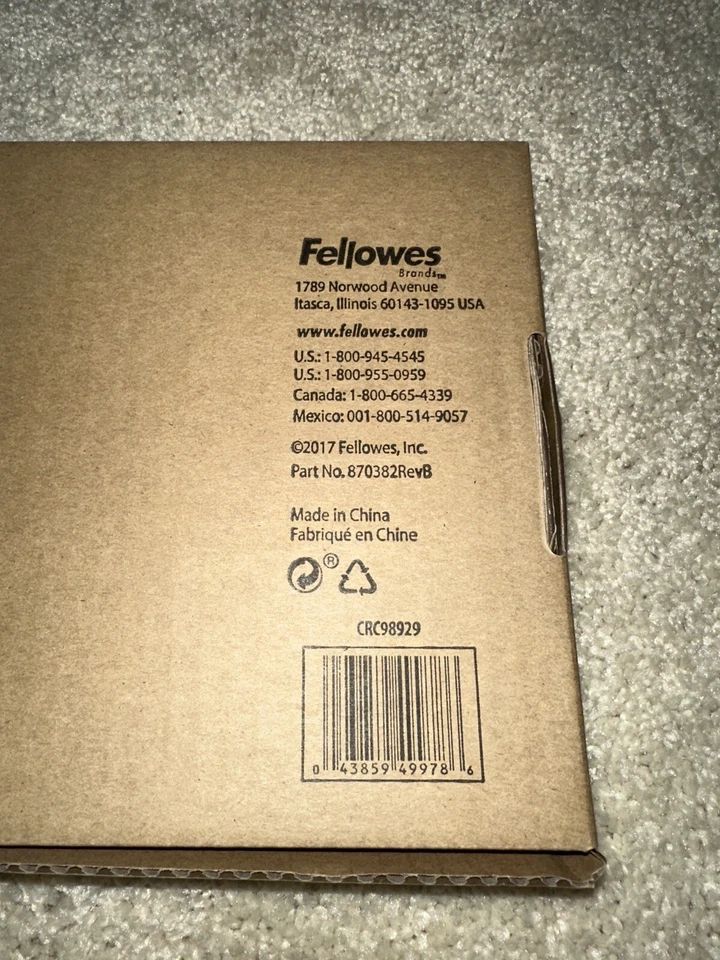 Fellowes
Brands™
1789 Norwood Avenue
Itasca, Illinois 60143-1095 USA
www.fellowes.com
U.S.: 1-800-945-4545
U.S.: 1-800-955-0959
Canada: 1-800-665-4339
Mexico: 001-800-514-9057
©2017 Fellowes, Inc.
Part No. 870382RevB
Made in China
Fabriqué en Chine
®
CRC98929
0 43859 49978 6